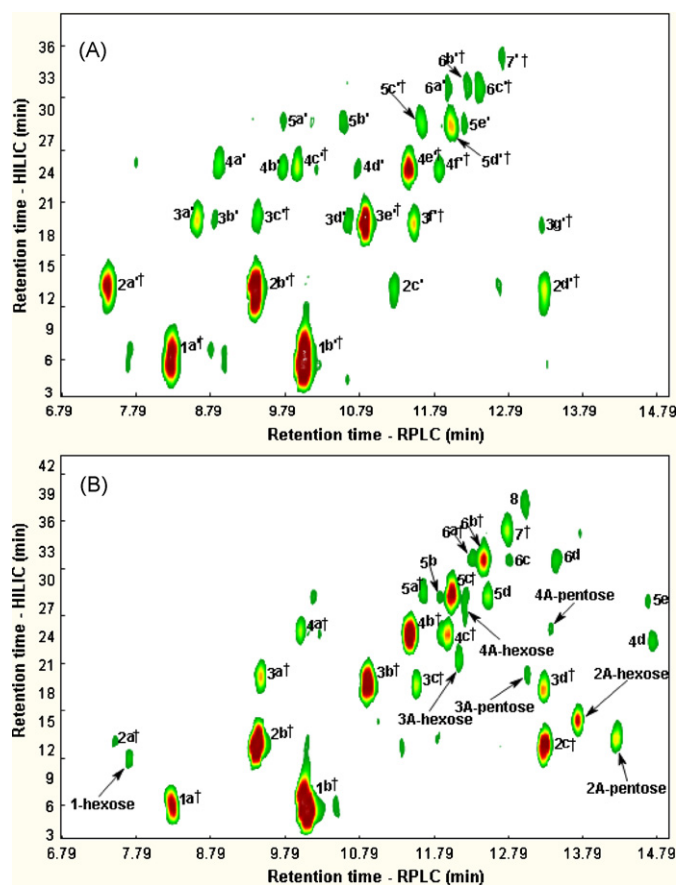 (A)
36
33
30
27
24
21
18
15
12
9
6
3
Retention time - HILIC (min)
7'†
6b'†
6a'
6c'†
5c'†
5a'
5b'
5e'
5d'†
4a'
4b'
4c'†
4d'
4e'†
4f'†
3a'
3b'
3c'†
3d'
3e'†
3f'†
3g'†
2a'†
2b'†
2c'
2d'†
1a'†
1b'†
6.79 7.79 8.79 9.79 10.79 11.79 12.79 13.79 14.79
Retention time - RPLC (min)
(B)
42
39
36
33
30
27
24
21
18
15
12
9
6
3
Retention time - HILIC (min)
8
7†
6b†
6a†
6c
6d
5b
5a†
5c†
5d
5e
4a†
4b†
4c†
4A-hexose
4A-pentose
4d
3a†
3b†
3c†
3A-hexose
3A-pentose
3d†
2A-hexose
2a†
2b†
2c†
2A-pentose
1-hexose
1a†
1b†
6.79 7.79 8.79 9.79 10.79 11.79 12.79 13.79 14.79
Retention time - RPLC (min)